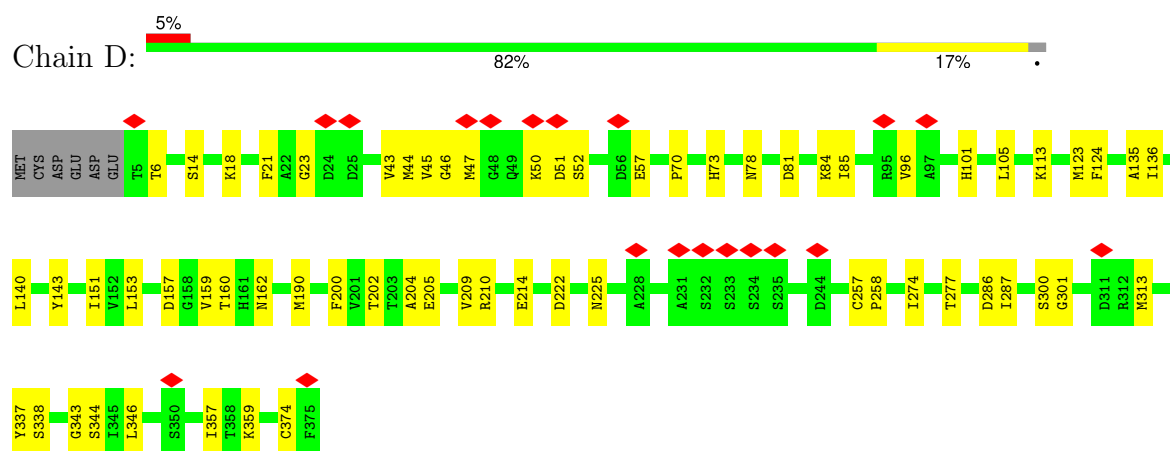 5%
Chain D:
82% 17% •
MET CYS ASP GLU ASP GLU T5 T6 S14 K18 F21 A22 G23 D24 D25 V43 M44 V45 G46 M47 G48 Q49 K50 D51 S52 D56 E57 P70 H73 N78 D81 K84 I85 R95 V96 A97 H101 L105 K113 M123 F124 A135 I136
L140 Y143 I151 V152 L153 D157 G158 V159 T160 H161 N162 M190 F200 V201 T202 T203 A204 E205 V209 R210 E214 D222 N225 A228 A231 S232 S233 S234 S235 D244 C257 P258 I274 T277 D286 I287 S300 G301 D311 R312 M313
Y337 S338 G343 S344 I345 L346 S350 I357 T358 K359 C374 F375